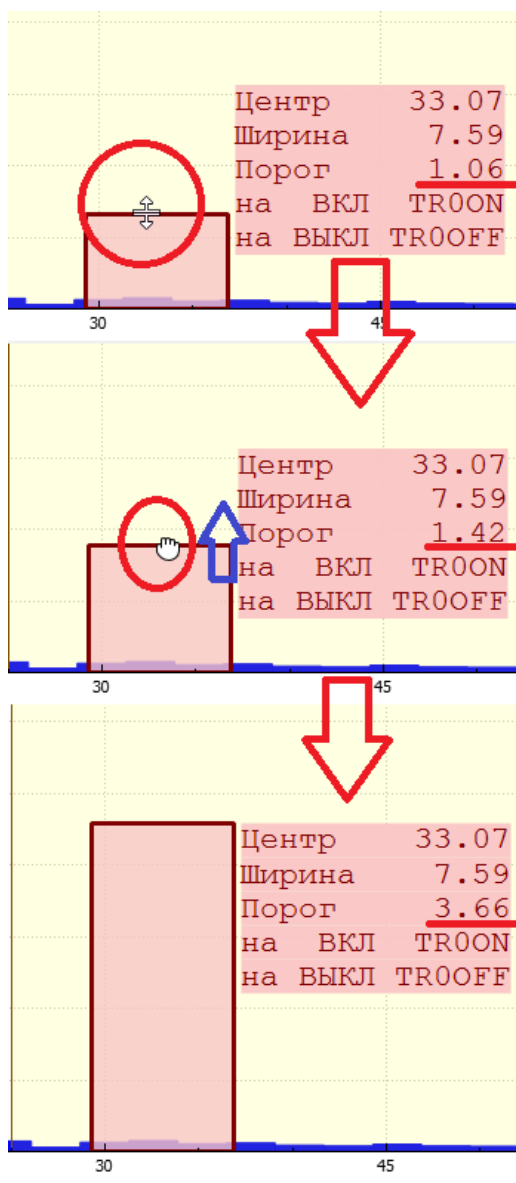 Центр 33.07
Ширина 7.59
Порог 1.06
на ВКЛ TR0ON
на ВЫКЛ TR0OFF
30 45
Центр 33.07
Ширина 7.59
Порог 1.42
на ВКЛ TR0ON
на ВЫКЛ TR0OFF
30 45
Центр 33.07
Ширина 7.59
Порог 3.66
на ВКЛ TR0ON
на ВЫКЛ TR0OFF
30 45